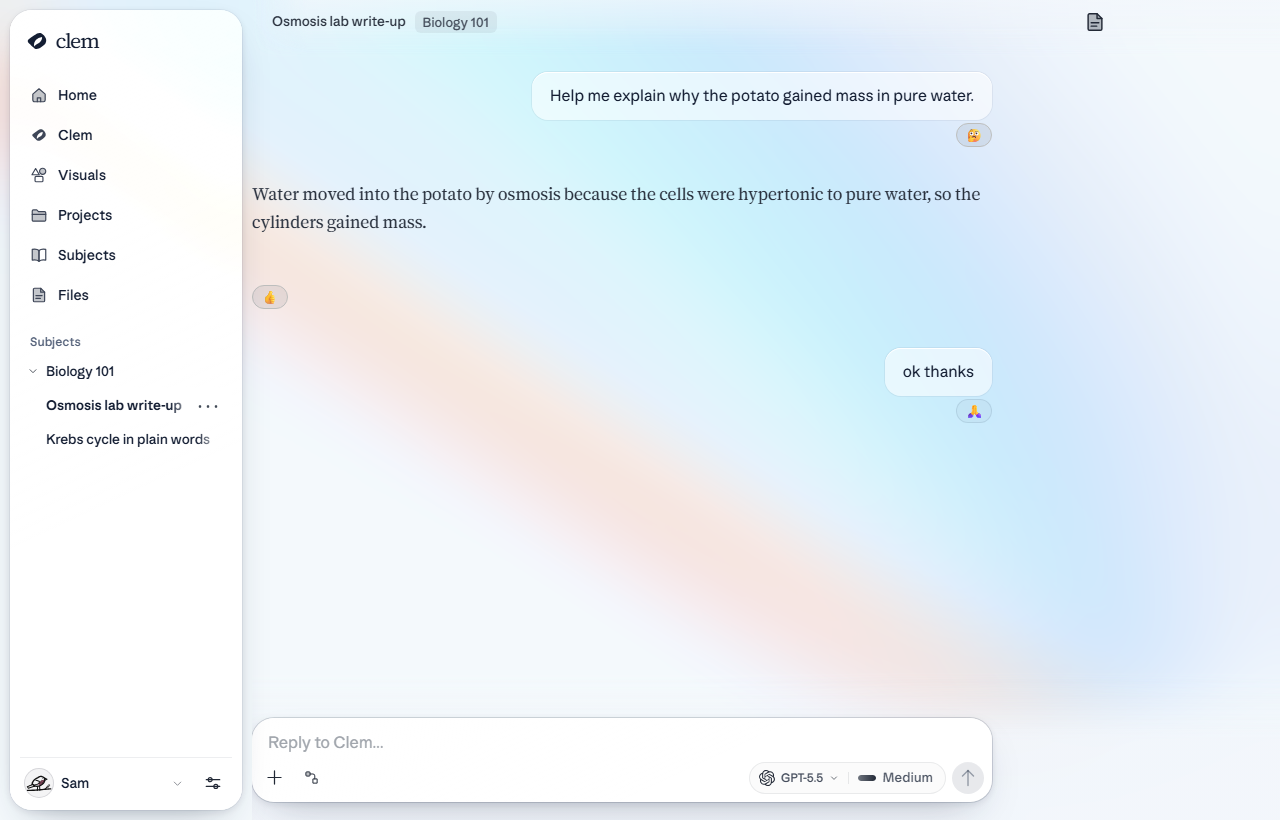 clem
Home
Clem
Visuals
Projects
Subjects
Files
Subjects
Biology 101
Osmosis lab write-up
Krebs cycle in plain words
Sam
Osmosis lab write-up Biology 101
Help me explain why the potato gained mass in pure water.
Water moved into the potato by osmosis because the cells were hypertonic to pure water, so the
cylinders gained mass.
ok thanks
Reply to Clem...
GPT-5.5 Medium